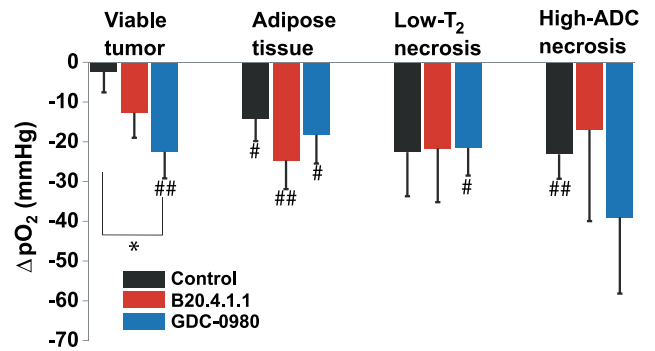 Viable tumor
Adipose tissue
Low-T₂ necrosis
High-ADC necrosis
ΔpO₂ (mmHg)
0
-10
-20
-30
-40
-50
-60
-70
##
*
#
##
#
#
##
Control
B20.4.1.1
GDC-0980